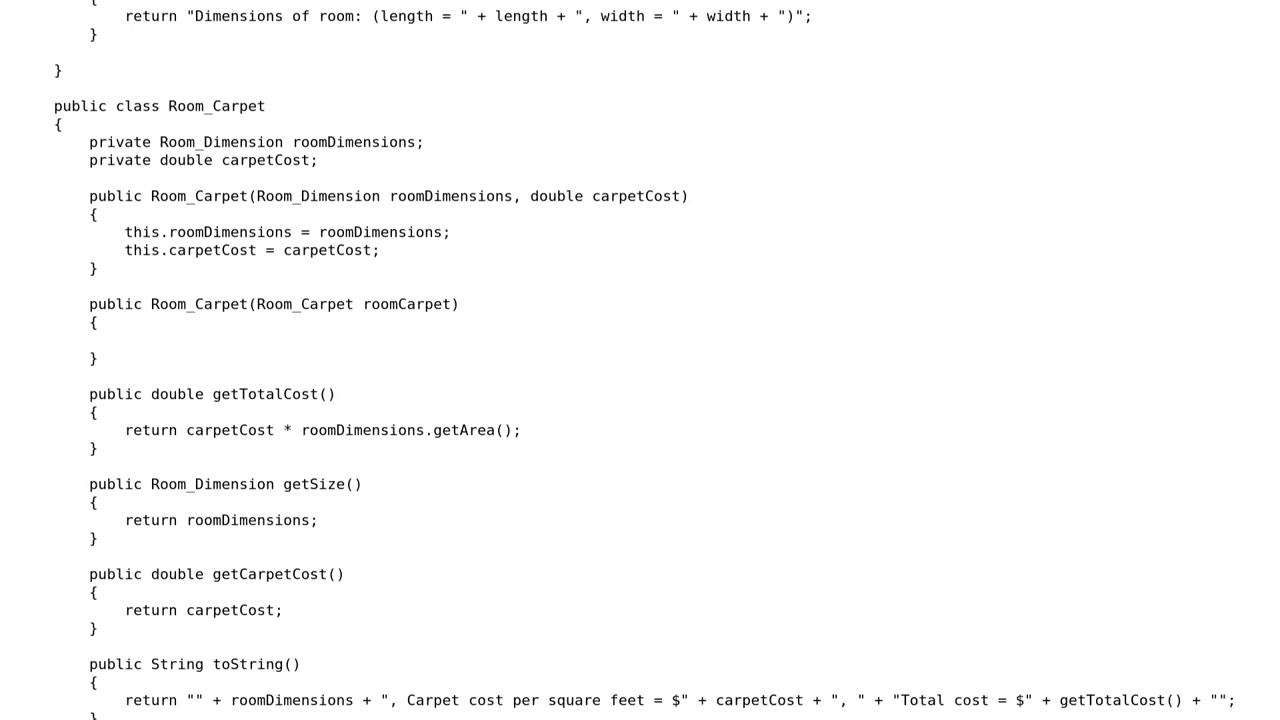 {
return "Dimensions of room: (length = " + length + ", width = " + width + ")";
}
}
public class Room_Carpet
{
private Room_Dimension roomDimensions;
private double carpetCost;
public Room_Carpet(Room_Dimension roomDimensions, double carpetCost)
{
this.roomDimensions = roomDimensions;
this.carpetCost = carpetCost;
}
public Room_Carpet(Room_Carpet roomCarpet)
{
}
public double getTotalCost()
{
return carpetCost * roomDimensions.getArea();
}
public Room_Dimension getSize()
{
return roomDimensions;
}
public double getCarpetCost()
{
return carpetCost;
}
public String toString()
{
return "" + roomDimensions + ", Carpet cost per square feet = $" + carpetCost + ", " + "Total cost = $" + getTotalCost() + "";
}